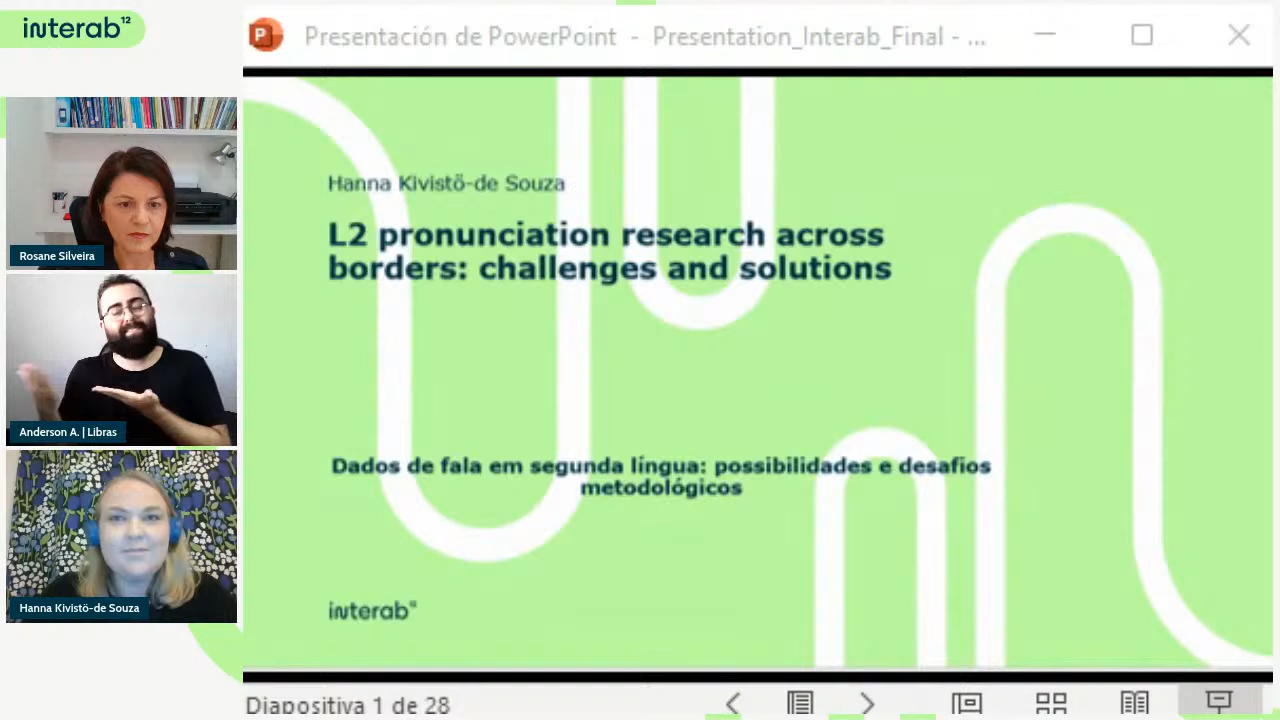 interab¹²
Presentación de PowerPoint - Presentation_Interab_Final - ...
Rosane Silveira
Anderson A. | Libras
Hanna Kivistö-de Souza
Hanna Kivistö-de Souza
L2 pronunciation research across
borders: challenges and solutions
Dados de fala em segunda língua: possibilidades e desafios
metodológicos
interab¹²
Diapositiva 1 de 28